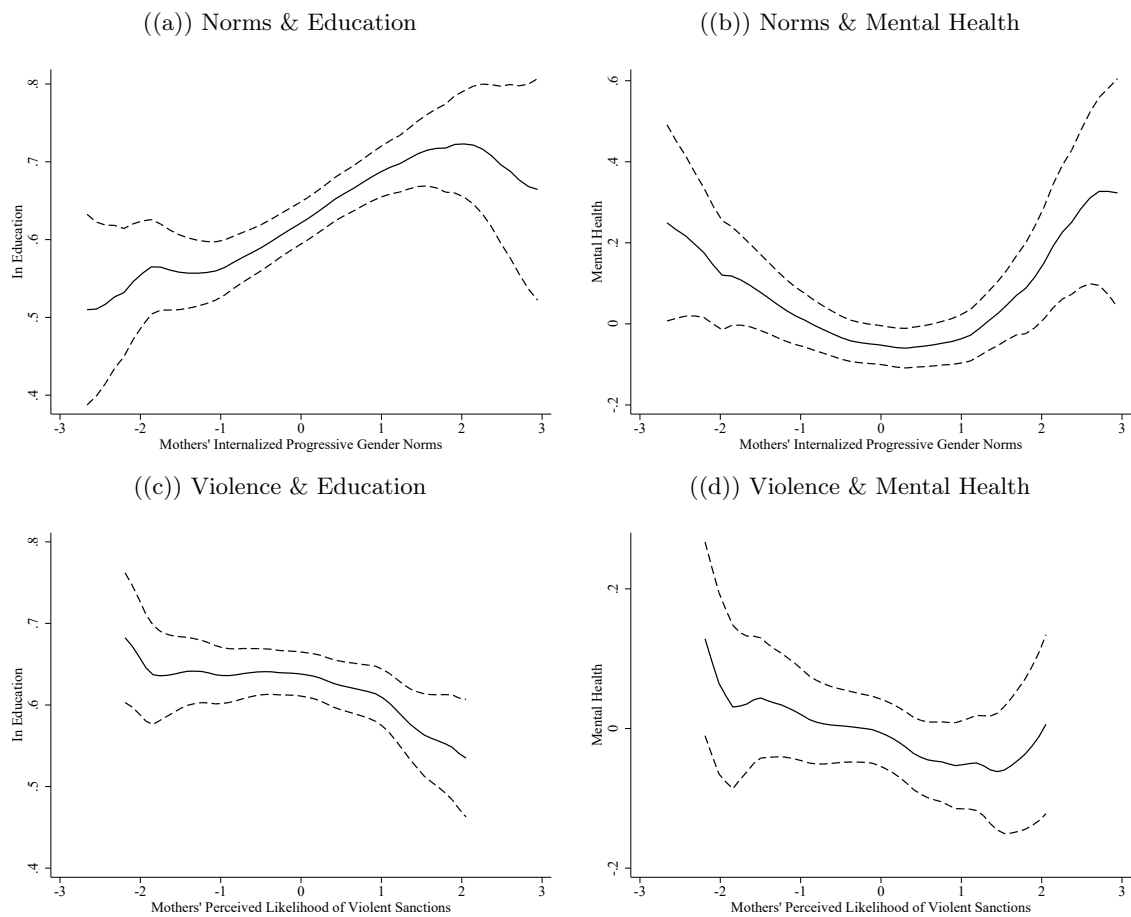 ((a)) Norms & Education
((b)) Norms & Mental Health
.8
.7
.6
.5
.4
In Education
-3 -2 -1 0 1 2 3
Mothers' Internalized Progressive Gender Norms
.6
.4
.2
0
-.2
Mental Health
-3 -2 -1 0 1 2 3
Mothers' Internalized Progressive Gender Norms
((c)) Violence & Education
((d)) Violence & Mental Health
.8
.7
.6
.5
.4
In Education
-3 -2 -1 0 1 2 3
Mothers' Perceived Likelihood of Violent Sanctions
.2
0
-.2
Mental Health
-3 -2 -1 0 1 2 3
Mothers' Perceived Likelihood of Violent Sanctions